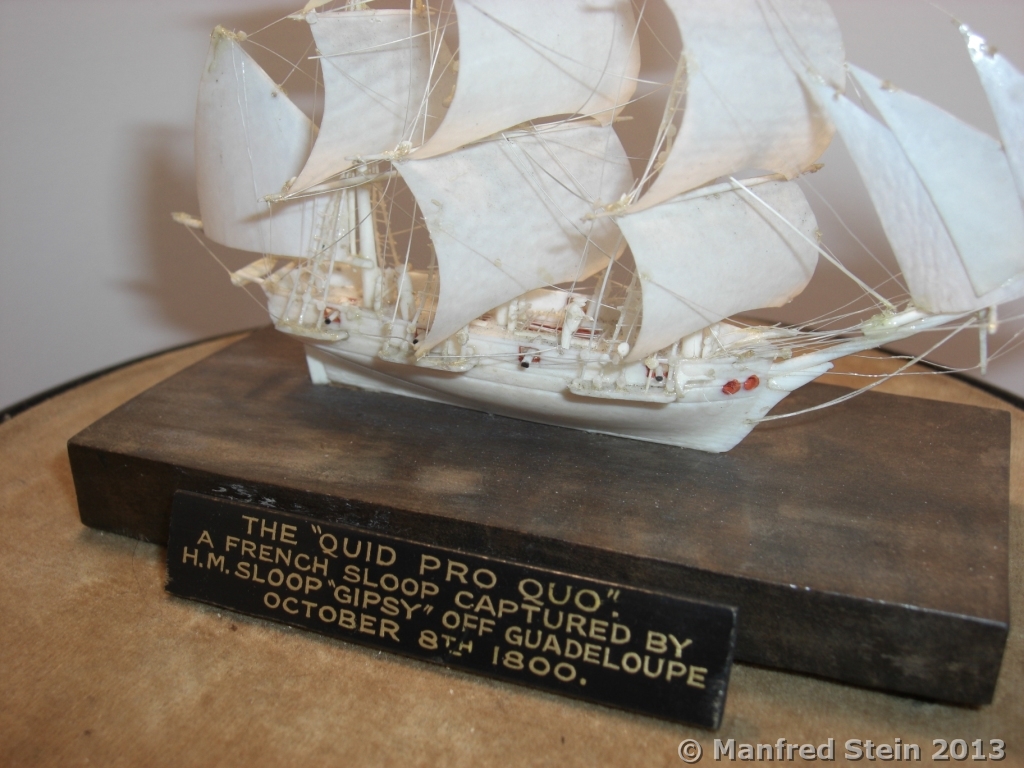 THE "QUID PRO QUO".
A FRENCH SLOOP CAPTURED BY
H.M. SLOOP "GIPSY" OFF GUADELOUPE
OCTOBER 8TH 1800.
© Manfred Stein 2013